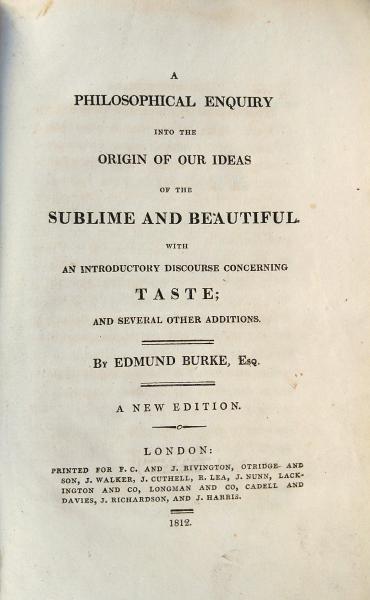 A
PHILOSOPHICAL ENQUIRY
INTO THE
ORIGIN OF OUR IDEAS
OF THE
SUBLIME AND BEAUTIFUL.
WITH
AN INTRODUCTORY DISCOURSE CONCERNING
TASTE;
AND SEVERAL OTHER ADDITIONS.
By EDMUND BURKE, Esq.
A NEW EDITION.
LONDON:
PRINTED FOR F. C. AND J. RIVINGTON, OTRIDGE AND
SON, J. WALKER, J. CUTHELL, R. LEA, J. NUNN, LACK-
INGTON AND CO, LONGMAN AND CO, CADELL AND
DAVIES, J. RICHARDSON, AND J. HARRIS.
1812.